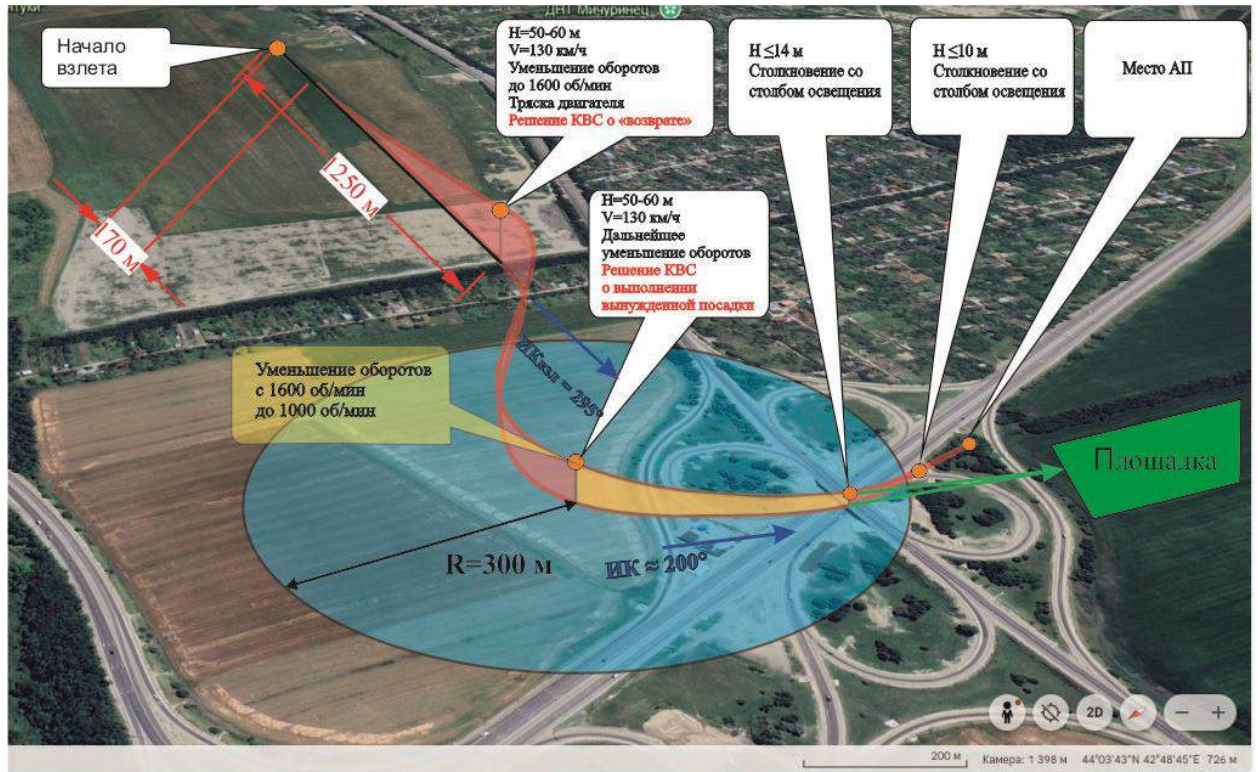 туки
ДНТ Мичуринец
Начало
взлета
H=50-60 м
V=130 км/ч
Уменьшение оборотов
до 1600 об/мин
Тряска двигателя
Решение КВС о «возврате»
H ≤14 м
Столкновение со
столбом освещения
H ≤10 м
Столкновение со
столбом освещения
Место АП
1250 м
170 м
H=50-60 м
V=130 км/ч
Дальнейшее
уменьшение оборотов
Решение КВС
о выполнении
вынужденной посадки
Уменьшение оборотов
с 1600 об/мин
до 1000 об/мин
ИКвзл = 295°
Площадка
R=300 м
ИК ≈ 200°
2D
200 м
Камера: 1 398 м 44°03'43"N 42°48'45"E 726 м